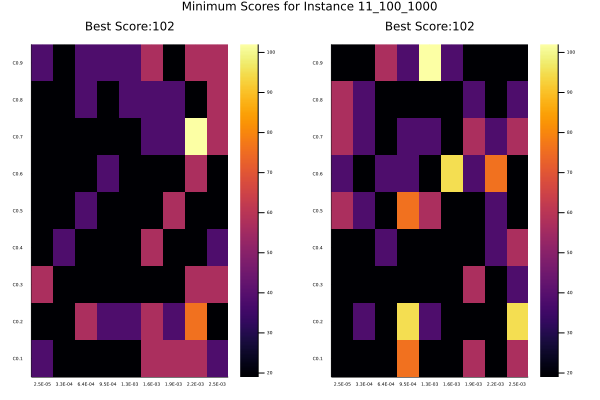 Minimum Scores for Instance 11_100_1000
Best Score:102
C0.9
C0.8
C0.7
C0.6
C0.5
C0.4
C0.3
C0.2
C0.1
2.5E-05 3.3E-04 6.4E-04 9.5E-04 1.3E-03 1.6E-03 1.9E-03 2.2E-03 2.5E-03
100
90
80
70
60
50
40
30
20
Best Score:102
C0.9
C0.8
C0.7
C0.6
C0.5
C0.4
C0.3
C0.2
C0.1
2.5E-05 3.3E-04 6.4E-04 9.5E-04 1.3E-03 1.6E-03 1.9E-03 2.2E-03 2.5E-03
100
90
80
70
60
50
40
30
20